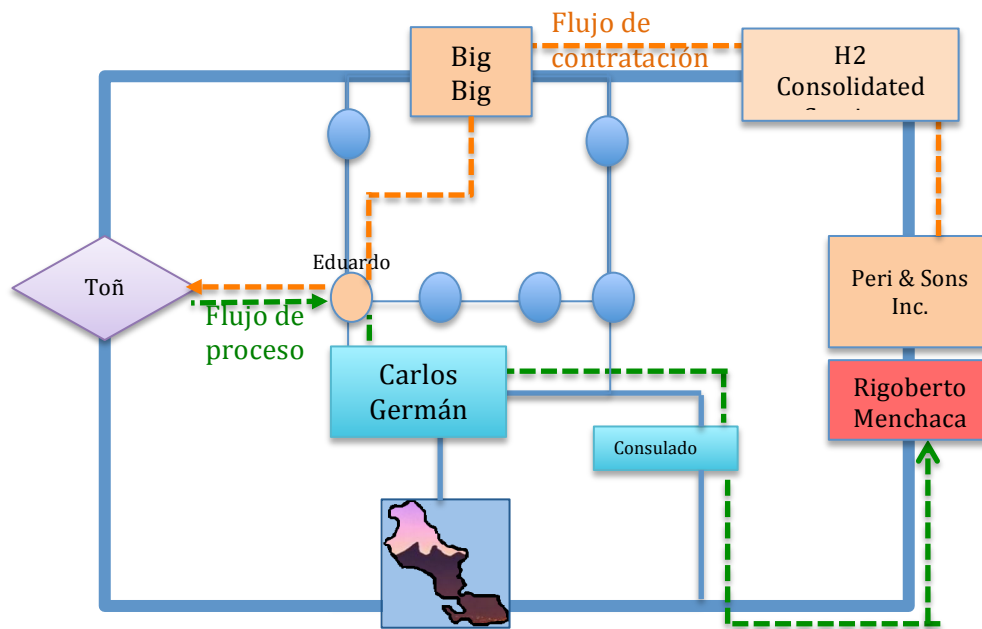 Flujo de
contratación
Big
Big
H2
Consolidated
Eduardo
Toñ
Flujo de
proceso
Peri & Sons
Inc.
Carlos
Germán
Rigoberto
Menchaca
Consulado